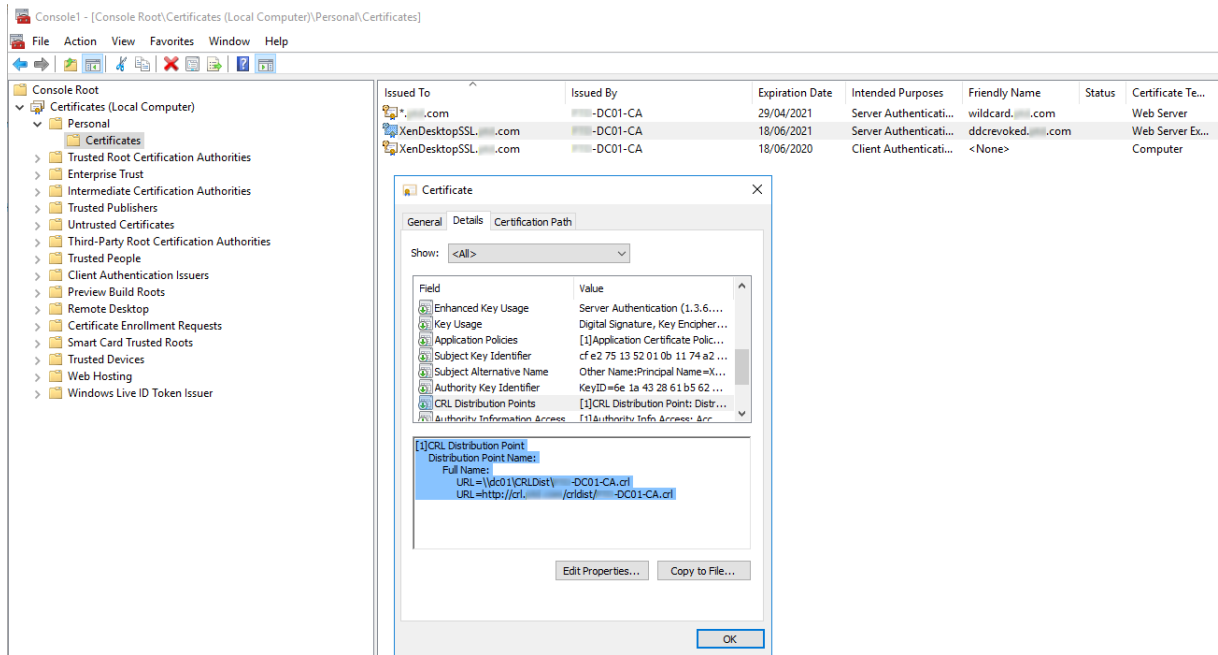 Console1 - [Console Root\Certificates (Local Computer)\Personal\Certificates]
File Action View Favorites Window Help
Console Root
Certificates (Local Computer)
Personal
Certificates
Trusted Root Certification Authorities
Enterprise Trust
Intermediate Certification Authorities
Trusted Publishers
Untrusted Certificates
Third-Party Root Certification Authorities
Trusted People
Client Authentication Issuers
Preview Build Roots
Remote Desktop
Certificate Enrollment Requests
Smart Card Trusted Roots
Trusted Devices
Web Hosting
Windows Live ID Token Issuer
Issued To Issued By Expiration Date Intended Purposes Friendly Name Status Certificate Te...
*. .com -DC01-CA 29/04/2021 Server Authenticati... wildcard. .com Web Server
XenDesktopSSL. .com -DC01-CA 18/06/2021 Server Authenticati... ddcrevoked. .com Web Server Ex...
XenDesktopSSL. .com -DC01-CA 18/06/2020 Client Authenticati... <None> Computer
Certificate
General Details Certification Path
Show: <All>
Field Value
Enhanced Key Usage Server Authentication (1.3.6....
Key Usage Digital Signature, Key Encipher...
Application Policies [1]Application Certificate Polic...
Subject Key Identifier cf e2 75 13 52 01 0b 11 74 a2 ...
Subject Alternative Name Other Name:Principal Name=X...
Authority Key Identifier KeyID=6e 1a 43 28 61 b5 62 ...
CRL Distribution Points [1]CRL Distribution Point: Distr...
Authority Information Access [1]Authority Info Access: Acc...
[1]CRL Distribution Point
Distribution Point Name:
Full Name:
URL=\\dc01\CRLDist\ -DC01-CA.crl
URL=http://crl. /crldist/ -DC01-CA.crl
Edit Properties... Copy to File...
OK